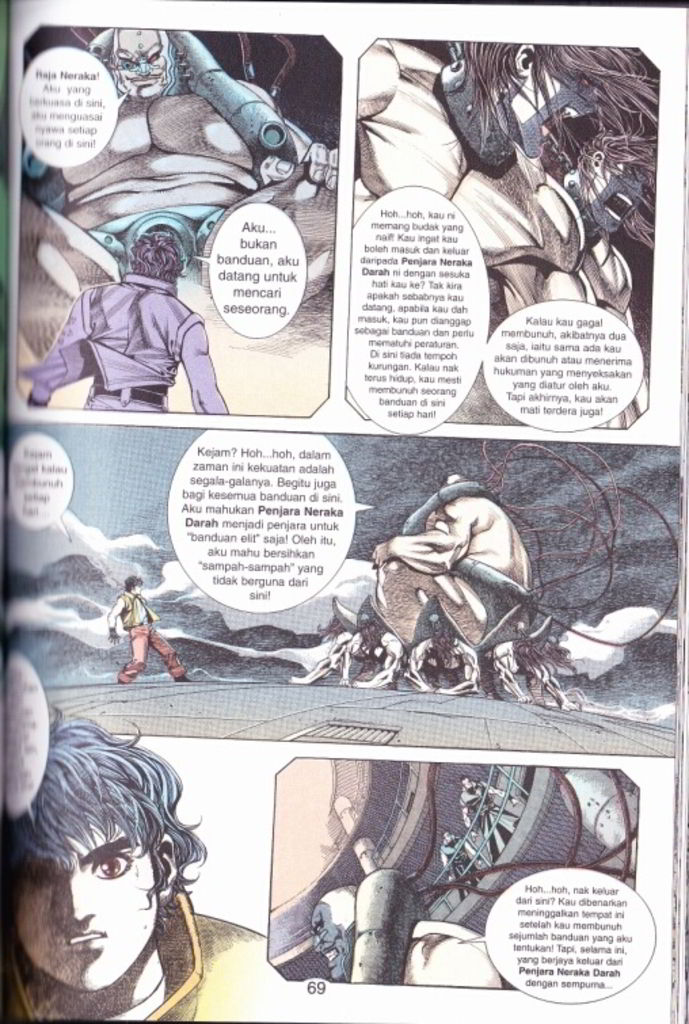 Raja Neraka!
Aku yang
berkuasa di sini,
aku menguasai
nyawa setiap
orang di sini!
Aku...
bukan
banduan, aku
datang untuk
mencari
seseorang.
Hoh...hoh, kau ni
memang budak yang
naif! Kau ingat kau
boleh masuk dan keluar
daripada Penjara Neraka
Darah ni dengan sesuka
hati kau ke? Tak kira
apakah sebabnya kau
datang, apabila kau dah
masuk, kau pun dianggap
sebagai banduan dan perlu
mematuhi peraturan.
Di sini tiada tempoh
kurungan. Kalau nak
terus hidup, kau mesti
membunuh seorang
banduan di sini
setiap hari!
Kalau kau gagal
membunuh, akibatnya dua
saja, iaitu sama ada kau
akan dibunuh atau menerima
hukuman yang menyeksakan
yang diatur oleh aku.
Tapi akhirnya, kau akan
mati terdera juga!
kalau
setiap
hari...
Kejam? Hoh...hoh, dalam
zaman ini kekuatan adalah
segala-galanya. Begitu juga
bagi kesemua banduan di sini.
Aku mahukan Penjara Neraka
Darah menjadi penjara untuk
"banduan elit" saja! Oleh itu,
aku mahu bersihkan
"sampah-sampah" yang
tidak berguna dari
sini!
Hoh...hoh, nak keluar
dari sini? Kau dibenarkan
meninggalkan tempat ini
setelah kau membunuh
sejumlah banduan yang aku
tentukan! Tapi, selama ini,
yang berjaya keluar dari
Penjara Neraka Darah
dengan sempurna...
69